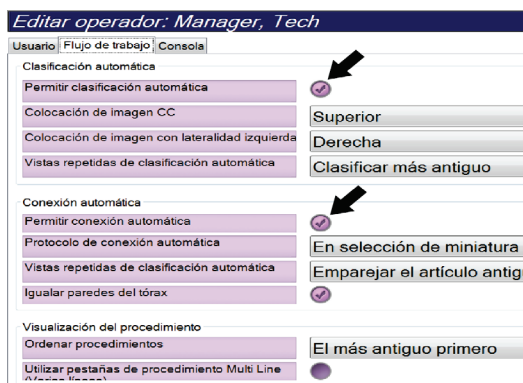 Editar operador: Manager, Tech
Usuario Flujo de trabajo Consola
Clasificación automática
Permitir clasificación automática
Colocación de imagen CC Superior
Colocación de imagen con lateralidad izquierda Derecha
Vistas repetidas de clasificación automática Clasificar más antiguo
Conexión automática
Permitir conexión automática
Protocolo de conexión automática En selección de miniatura
Vistas repetidas de clasificación automática Emparejar el artículo antig
Igualar paredes del tórax
Visualización del procedimiento
Ordenar procedimientos El más antiguo primero
Utilizar pestañas de procedimiento Multi Line